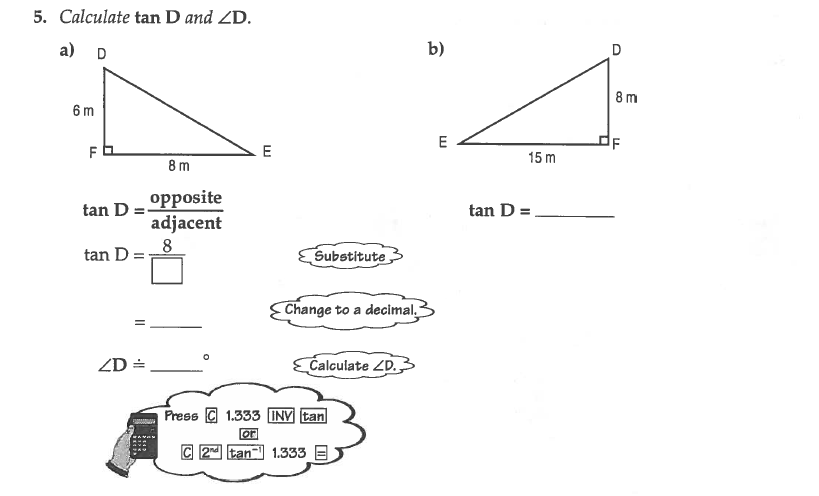 5. Calculate tan D and ∠D.
a)
D
6 m
F
8 m
E
tan D = opposite
adjacent
tan D = 8
Substitute
= ______
Change to a decimal.
∠D ≐ ______°
Calculate ∠D.
Press C 1.333 INV tan
or
C 2nd tan⁻¹ 1.333 =
b)
D
8 m
E
F
15 m
tan D = ________